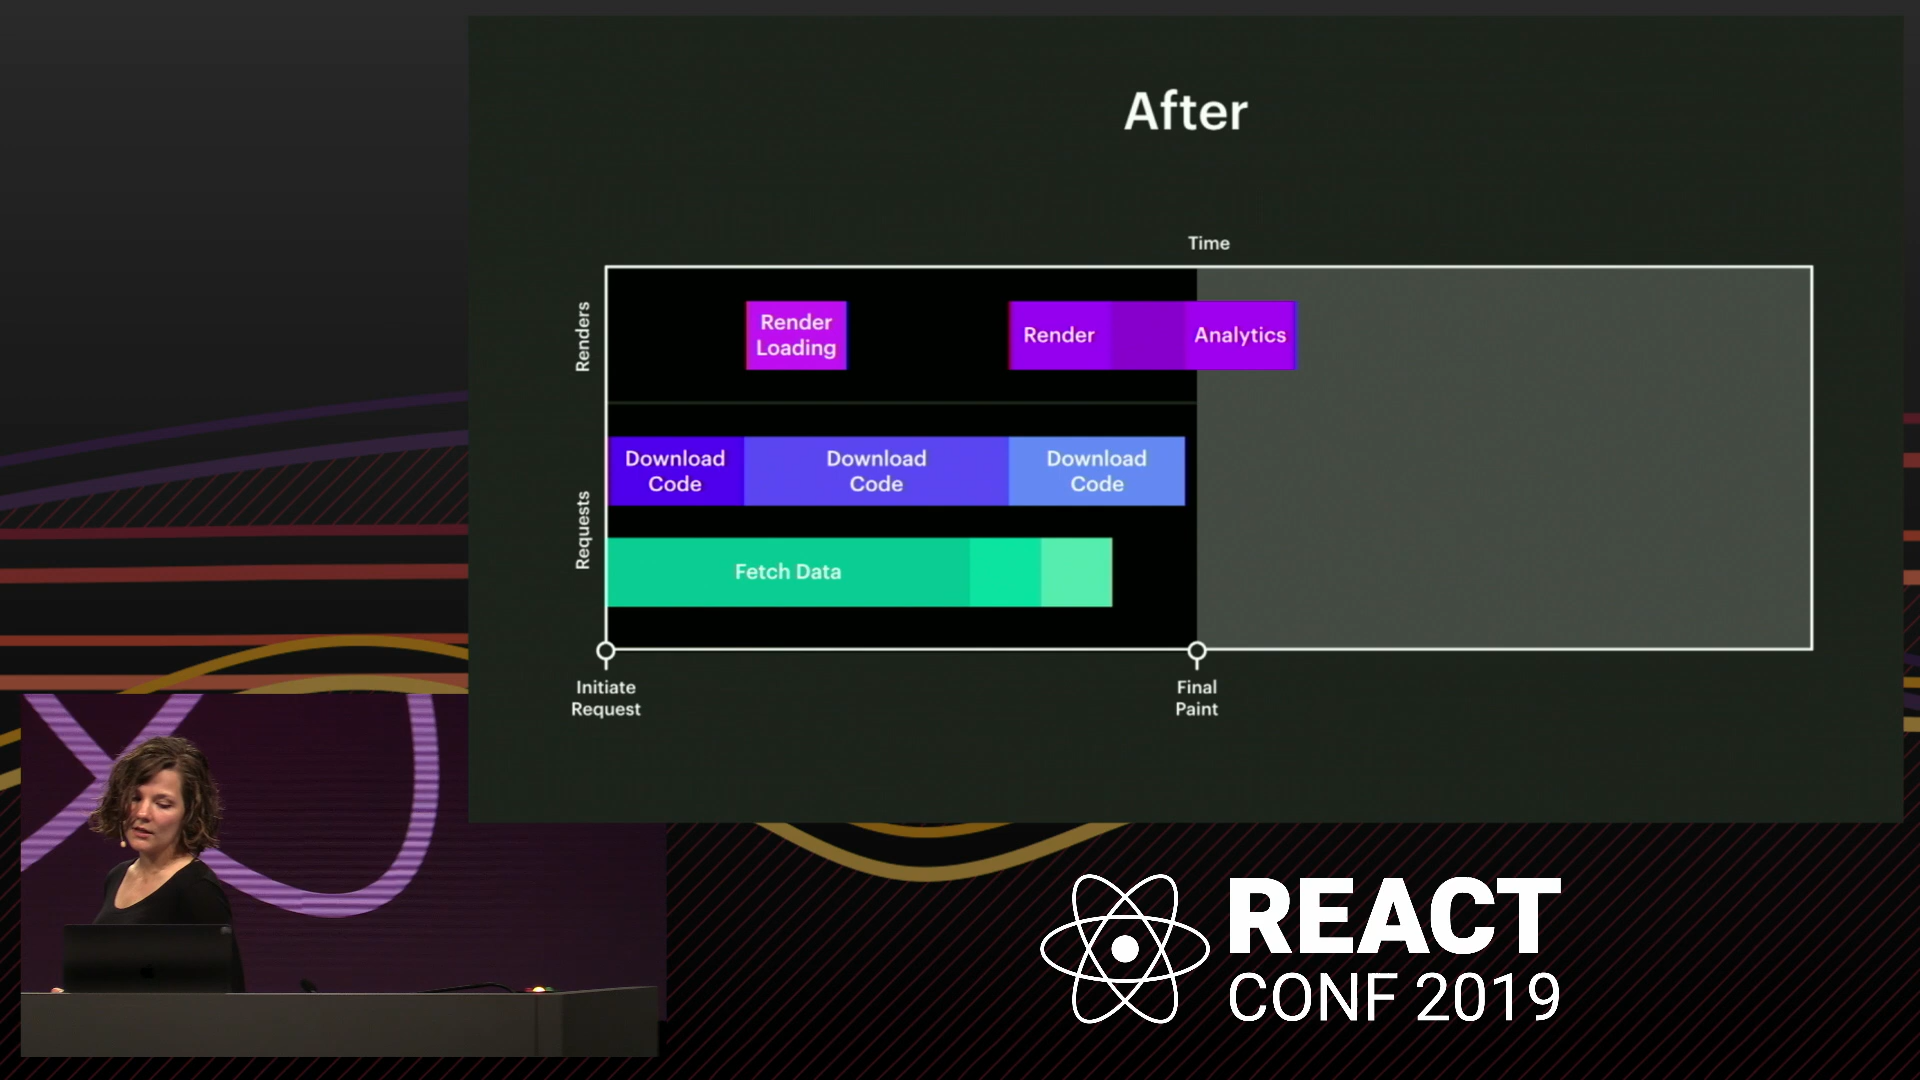 After
Time
Renders
Render
Loading
Render
Analytics
Requests
Download
Code
Download
Code
Download
Code
Fetch Data
Initiate
Request
Final
Paint
REACT
CONF 2019